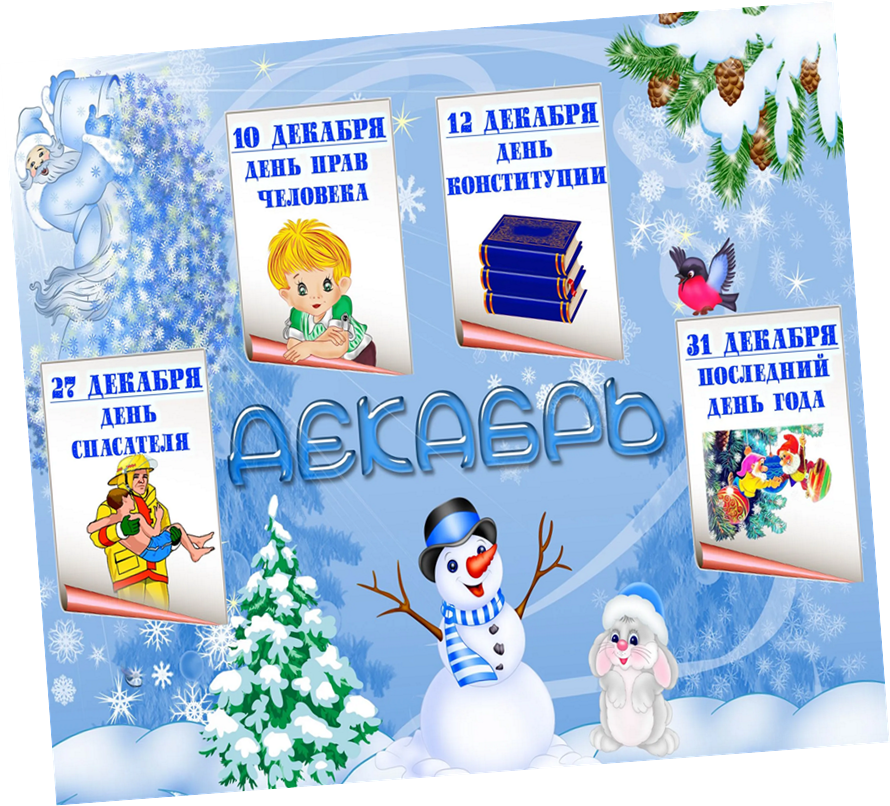 10 ДЕКАБРЯ
ДЕНЬ ПРАВ
ЧЕЛОВЕКА
12 ДЕКАБРЯ
ДЕНЬ
КОНСТИТУЦИИ
27 ДЕКАБРЯ
ДЕНЬ
СПАСАТЕЛЯ
31 ДЕКАБРЯ
ПОСЛЕДНИЙ
ДЕНЬ ГОДА
ДЕКАБРЬ